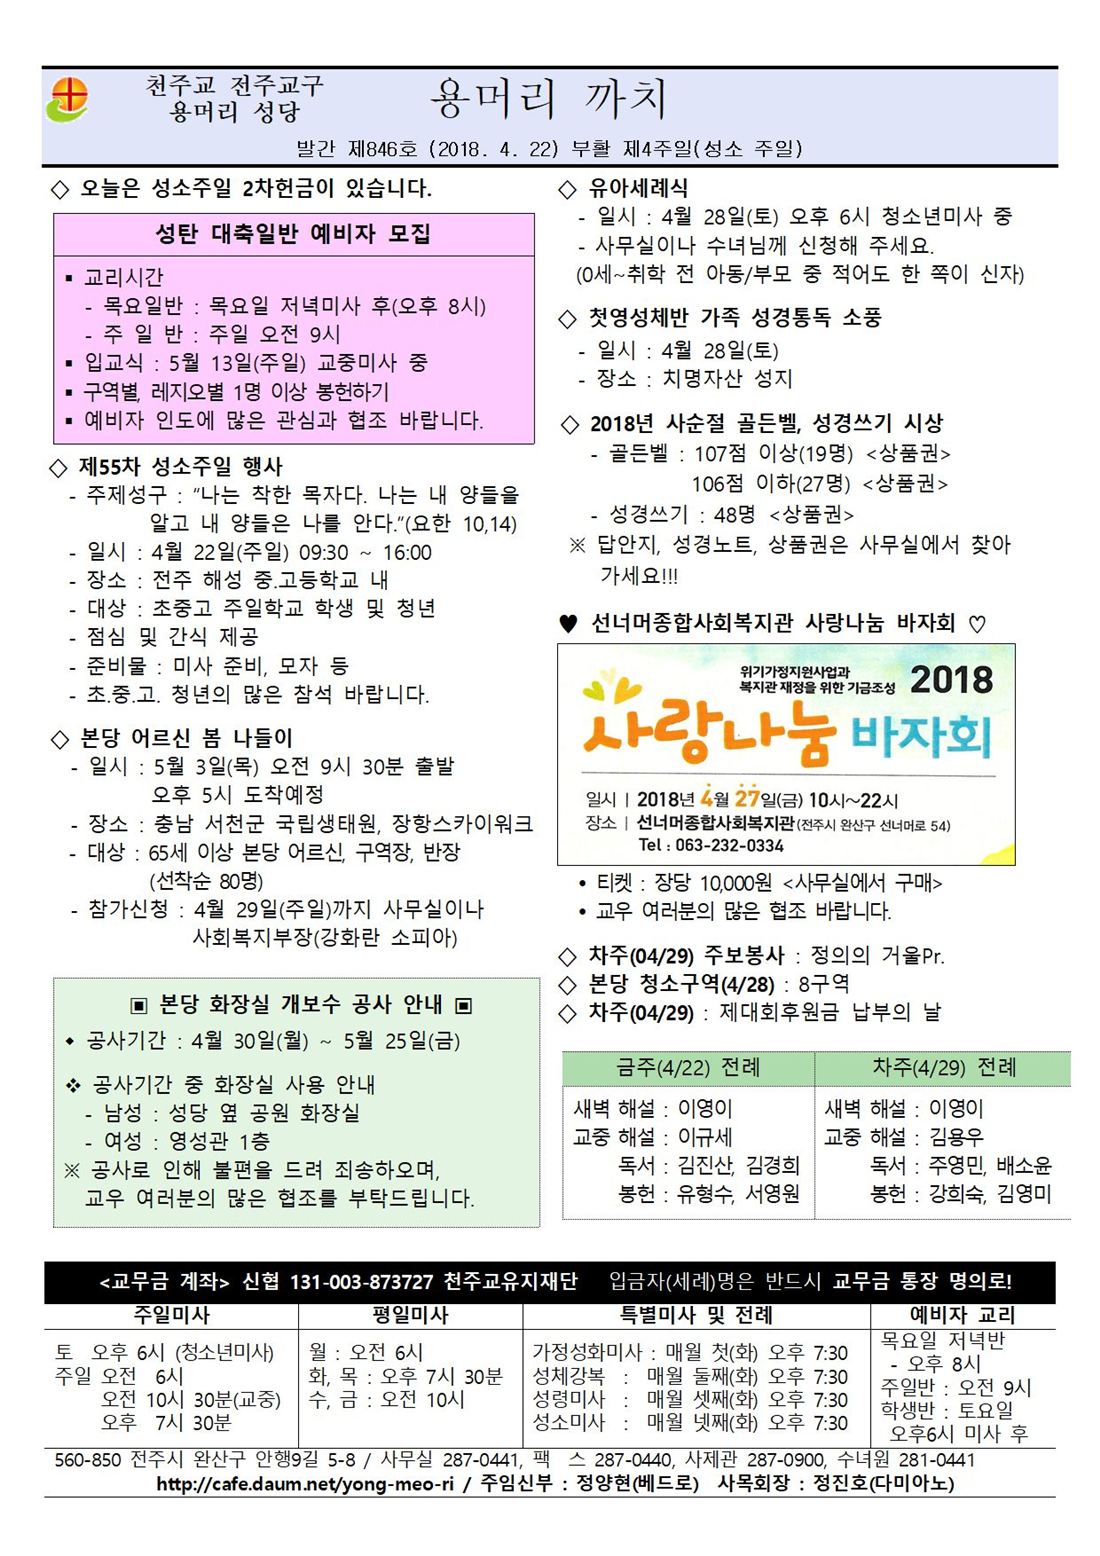 천주교 전주교구
용머리 성당
용머리 까치
발간 제846호 (2018. 4. 22) 부활 제4주일(성소 주일)
◇ 오늘은 성소주일 2차헌금이 있습니다.
성탄 대축일반 예비자 모집
▪ 교리시간
- 목요일반 : 목요일 저녁미사 후(오후 8시)
- 주 일 반 : 주일 오전 9시
▪ 입교식 : 5월 13일(주일) 교중미사 중
▪ 구역별, 레지오별 1명 이상 봉헌하기
▪ 예비자 인도에 많은 관심과 협조 바랍니다.
◇ 제55차 성소주일 행사
- 주제성구 : “나는 착한 목자다. 나는 내 양들을
알고 내 양들은 나를 안다.”(요한 10,14)
- 일시 : 4월 22일(주일) 09:30 ~ 16:00
- 장소 : 전주 해성 중.고등학교 내
- 대상 : 초중고 주일학교 학생 및 청년
- 점심 및 간식 제공
- 준비물 : 미사 준비, 모자 등
- 초.중.고. 청년의 많은 참석 바랍니다.
◇ 본당 어르신 봄 나들이
- 일시 : 5월 3일(목) 오전 9시 30분 출발
오후 5시 도착예정
- 장소 : 충남 서천군 국립생태원, 장항스카이워크
- 대상 : 65세 이상 본당 어르신, 구역장, 반장
(선착순 80명)
- 참가신청 : 4월 29일(주일)까지 사무실이나
사회복지부장(강화란 소피아)
▣ 본당 화장실 개보수 공사 안내 ▣
◆ 공사기간 : 4월 30일(월) ~ 5월 25일(금)
❖ 공사기간 중 화장실 사용 안내
- 남성 : 성당 옆 공원 화장실
- 여성 : 영성관 1층
※ 공사로 인해 불편을 드려 죄송하오며,
교우 여러분의 많은 협조를 부탁드립니다.
◇ 유아세례식
- 일시 : 4월 28일(토) 오후 6시 청소년미사 중
- 사무실이나 수녀님께 신청해 주세요.
(0세~취학 전 아동/부모 중 적어도 한 쪽이 신자)
◇ 첫영성체반 가족 성경통독 소풍
- 일시 : 4월 28일(토)
- 장소 : 치명자산 성지
◇ 2018년 사순절 골든벨, 성경쓰기 시상
- 골든벨 : 107점 이상(19명) <상품권>
106점 이하(27명) <상품권>
- 성경쓰기 : 48명 <상품권>
※ 답안지, 성경노트, 상품권은 사무실에서 찾아
가세요!!!
♥ 선너머종합사회복지관 사랑나눔 바자회 ♡
위기가정지원사업과
복지관 재정을 위한 기금조성 2018
사랑나눔 바자회
일시 | 2018년 4월 27일(금) 10시~22시
장소 | 선너머종합사회복지관(전주시 완산구 선너머로 54)
Tel : 063-232-0334
• 티켓 : 장당 10,000원 <사무실에서 구매>
• 교우 여러분의 많은 협조 바랍니다.
◇ 차주(04/29) 주보봉사 : 정의의 거울Pr.
◇ 본당 청소구역(4/28) : 8구역
◇ 차주(04/29) : 제대회후원금 납부의 날
금주(4/22) 전례 차주(4/29) 전례
새벽 해설 : 이영이 새벽 해설 : 이영이
교중 해설 : 이규세 교중 해설 : 김용우
독서 : 김진산, 김경희 독서 : 주영민, 배소윤
봉헌 : 유형수, 서영원 봉헌 : 강희숙, 김영미
<교무금 계좌> 신협 131-003-873727 천주교유지재단 입금자(세례)명은 반드시 교무금 통장 명의로!
주일미사 평일미사 특별미사 및 전례 예비자 교리
토 오후 6시 (청소년미사)
주일 오전 6시
오전 10시 30분(교중)
오후 7시 30분
월 : 오전 6시
화, 목 : 오후 7시 30분
수, 금 : 오전 10시
가정성화미사 : 매월 첫(화) 오후 7:30
성체강복 : 매월 둘째(화) 오후 7:30
성령미사 : 매월 셋째(화) 오후 7:30
성소미사 : 매월 넷째(화) 오후 7:30
목요일 저녁반
- 오후 8시
주일반 : 오전 9시
학생반 : 토요일
오후6시 미사 후
560-850 전주시 완산구 안행9길 5-8 / 사무실 287-0441, 팩 스 287-0440, 사제관 287-0900, 수녀원 281-0441
http://cafe.daum.net/yong-meo-ri / 주임신부 : 정양현(베드로) 사목회장 : 정진호(다미아노)